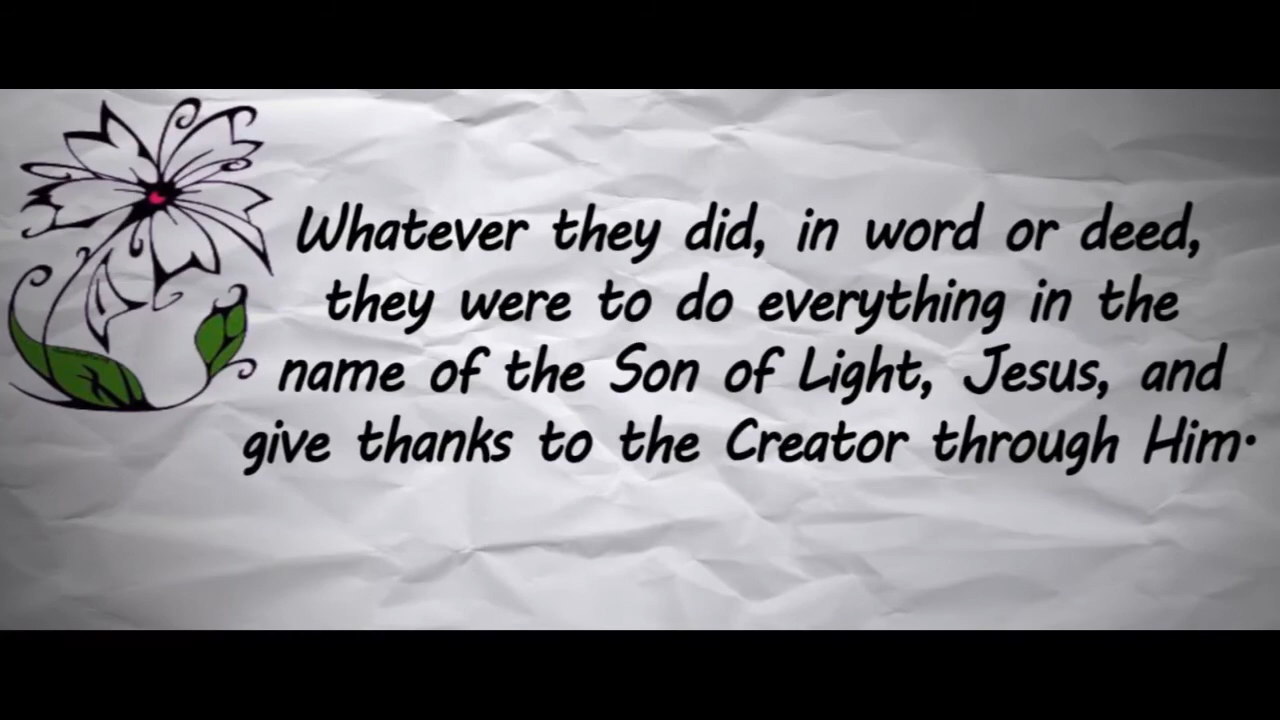 Whatever they did, in word or deed,
they were to do everything in the
name of the Son of Light, Jesus, and
give thanks to the Creator through Him.